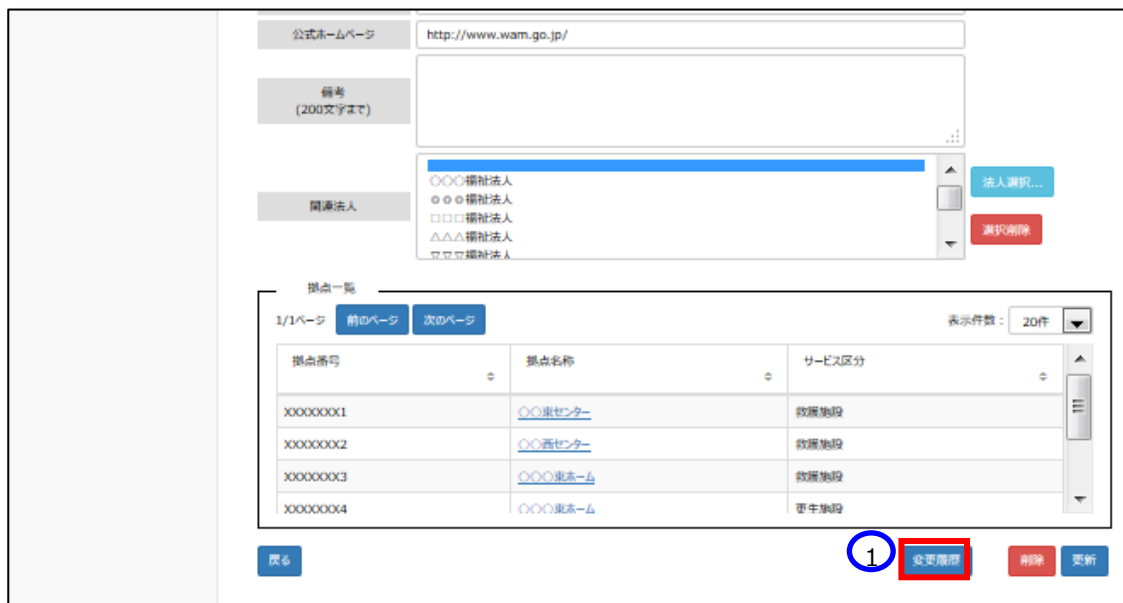 公式ホームページ
http://www.wam.go.jp/
備考
(200文字まで)
関連法人
○○○福祉法人
◎◎◎福祉法人
□□□福祉法人
△△△福祉法人
▽▽▽福祉法人
法人選択...
選択削除
拠点一覧
1/1ページ 前のページ 次のページ 表示件数: 20件
拠点番号 拠点名称 サービス区分
XXXXXXX1 ○○東センター 救護施設
XXXXXXX2 ○○西センター 救護施設
XXXXXXX3 ○○○東ホーム 救護施設
XXXXXXX4 ○○○東ホーム 更生施設
戻る 1 変更履歴 削除 更新